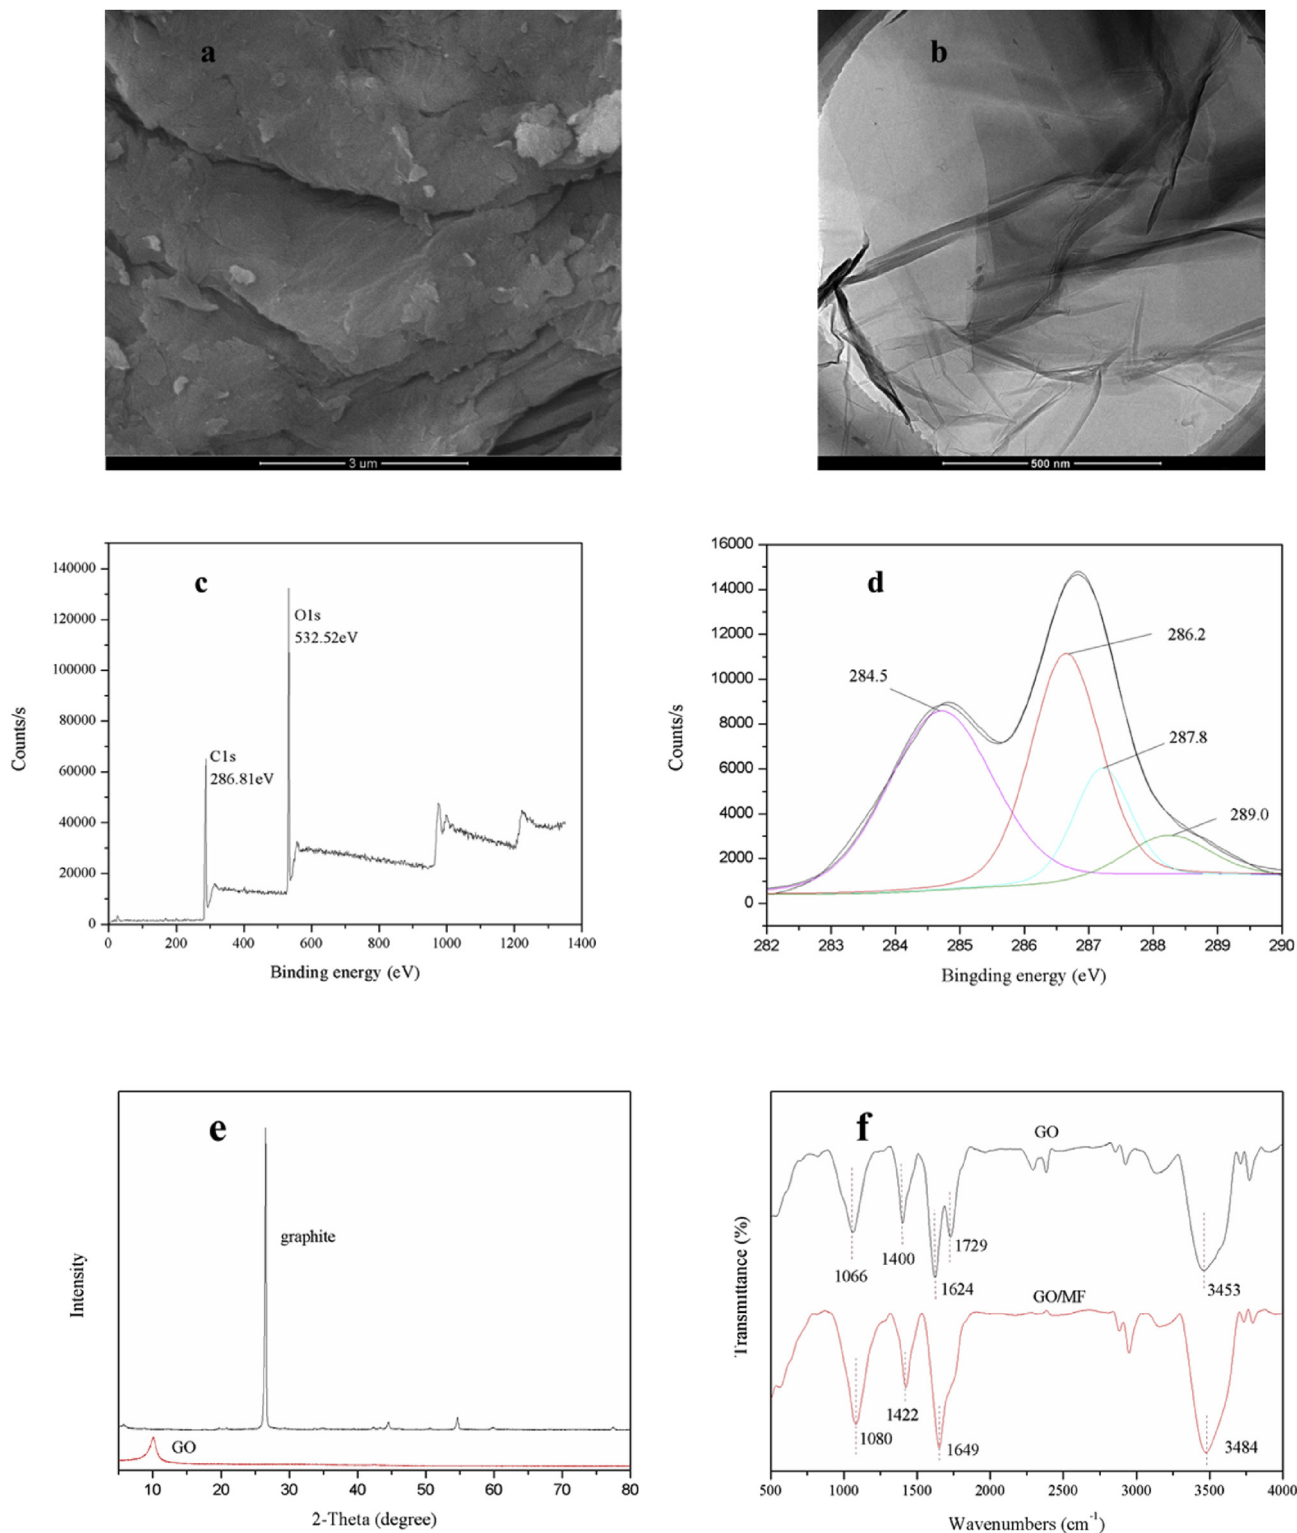 a
3 um
b
500 nm
c
140000
120000
100000
80000
60000
40000
20000
0
Counts/s
O1s
532.52eV
C1s
286.81eV
0
200
400
600
800
1000
1200
1400
Binding energy (eV)
d
16000
14000
12000
10000
8000
6000
4000
2000
0
Counts/s
284.5
286.2
287.8
289.0
282
283
284
285
286
287
288
289
290
Bingding energy (eV)
e
Intensity
graphite
GO
10
20
30
40
50
60
70
80
2-Theta (degree)
f
Transmittance (%)
GO
1066
1400
1624
1729
3453
GO/MF
1080
1422
1649
3484
500
1000
1500
2000
2500
3000
3500
4000
Wavenumbers (cm⁻¹)